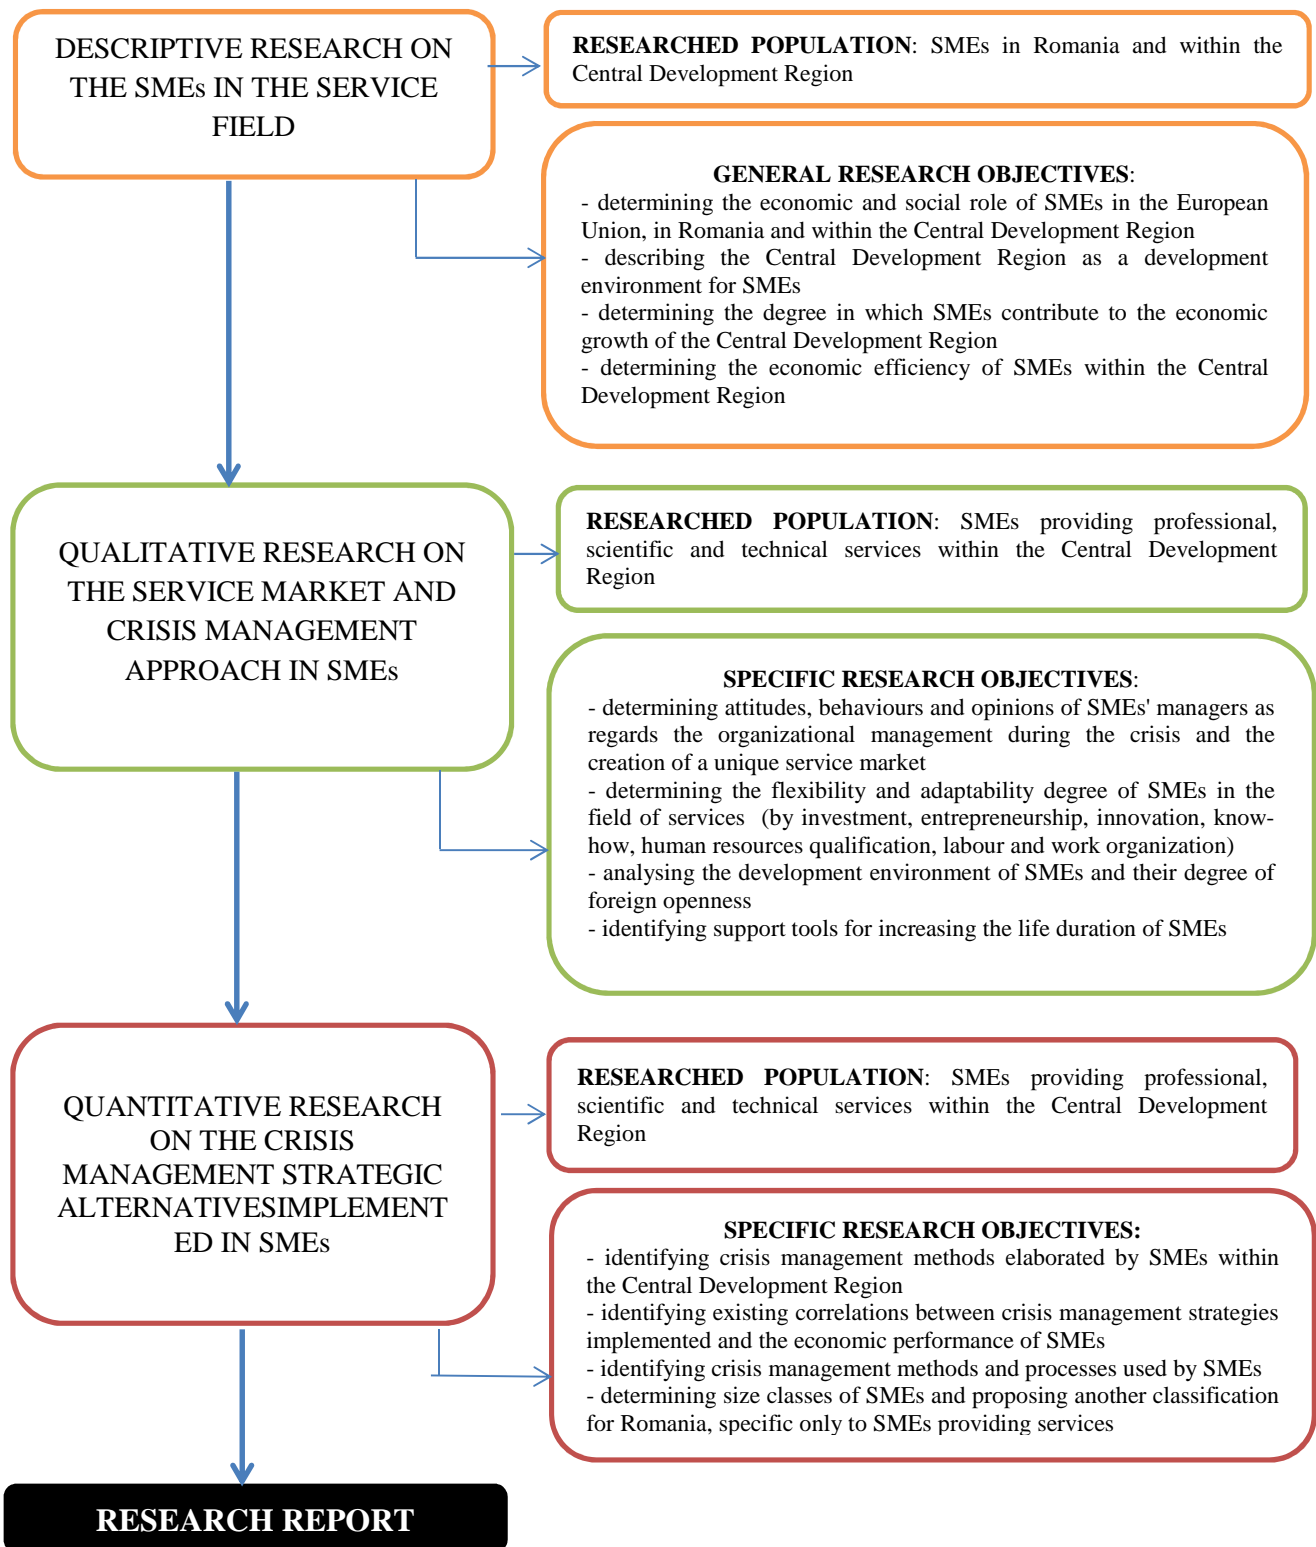 DESCRIPTIVE RESEARCH ON
THE SMEs IN THE SERVICE
FIELD
RESEARCHED POPULATION: SMEs in Romania and within the
Central Development Region
GENERAL RESEARCH OBJECTIVES:
- determining the economic and social role of SMEs in the European
Union, in Romania and within the Central Development Region
- describing the Central Development Region as a development
environment for SMEs
- determining the degree in which SMEs contribute to the economic
growth of the Central Development Region
- determining the economic efficiency of SMEs within the Central
Development Region
QUALITATIVE RESEARCH ON
THE SERVICE MARKET AND
CRISIS MANAGEMENT
APPROACH IN SMEs
RESEARCHED POPULATION: SMEs providing professional,
scientific and technical services within the Central Development
Region
SPECIFIC RESEARCH OBJECTIVES:
- determining attitudes, behaviours and opinions of SMEs' managers as
regards the organizational management during the crisis and the
creation of a unique service market
- determining the flexibility and adaptability degree of SMEs in the
field of services (by investment, entrepreneurship, innovation, know-
how, human resources qualification, labour and work organization)
- analysing the development environment of SMEs and their degree of
foreign openness
- identifying support tools for increasing the life duration of SMEs
QUANTITATIVE RESEARCH
ON THE CRISIS
MANAGEMENT STRATEGIC
ALTERNATIVESIMPLEMENT
ED IN SMEs
RESEARCHED POPULATION: SMEs providing professional,
scientific and technical services within the Central Development
Region
SPECIFIC RESEARCH OBJECTIVES:
- identifying crisis management methods elaborated by SMEs within
the Central Development Region
- identifying existing correlations between crisis management strategies
implemented and the economic performance of SMEs
- identifying crisis management methods and processes used by SMEs
- determining size classes of SMEs and proposing another classification
for Romania, specific only to SMEs providing services
RESEARCH REPORT